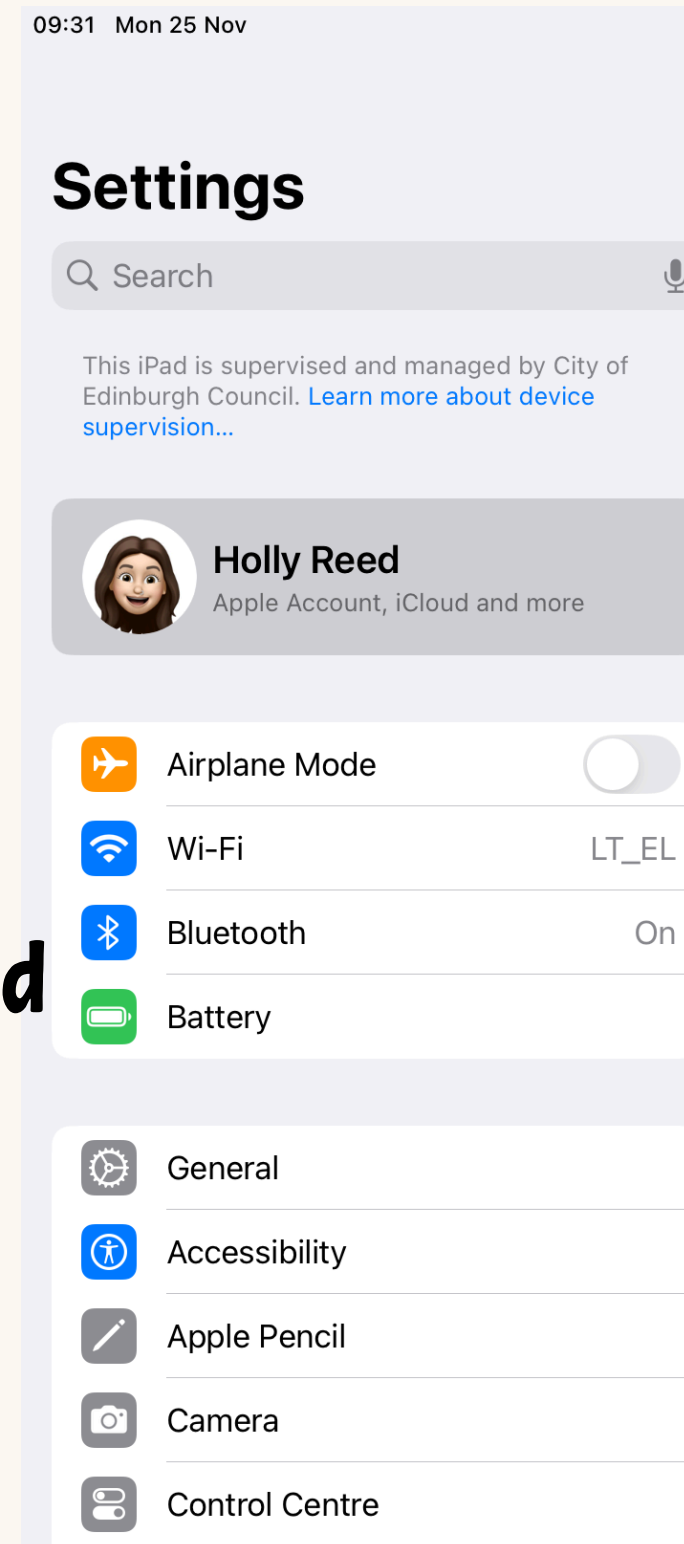 09:31 Mon 25 Nov
Settings
Search
This iPad is supervised and managed by City of
Edinburgh Council. Learn more about device
supervision...
Holly Reed
Apple Account, iCloud and more
Airplane Mode
Wi-Fi LT_EL
Bluetooth On
d
Battery
General
Accessibility
Apple Pencil
Camera
Control Centre